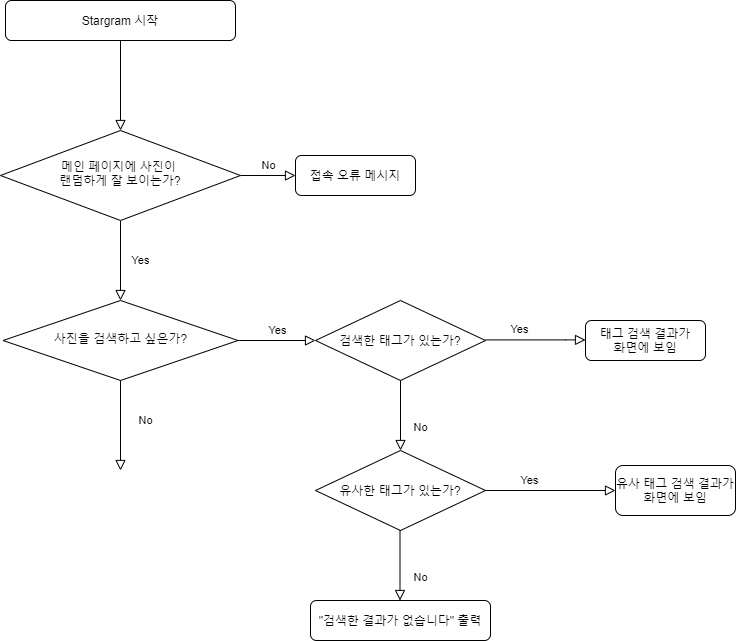 Stargram 시작
메인 페이지에 사진이
랜덤하게 잘 보이는가?
No
접속 오류 메시지
Yes
사진을 검색하고 싶은가?
Yes
검색한 태그가 있는가?
Yes
태그 검색 결과가
화면에 보임
No
No
유사한 태그가 있는가?
Yes
유사 태그 검색 결과가
화면에 보임
No
"검색한 결과가 없습니다" 출력